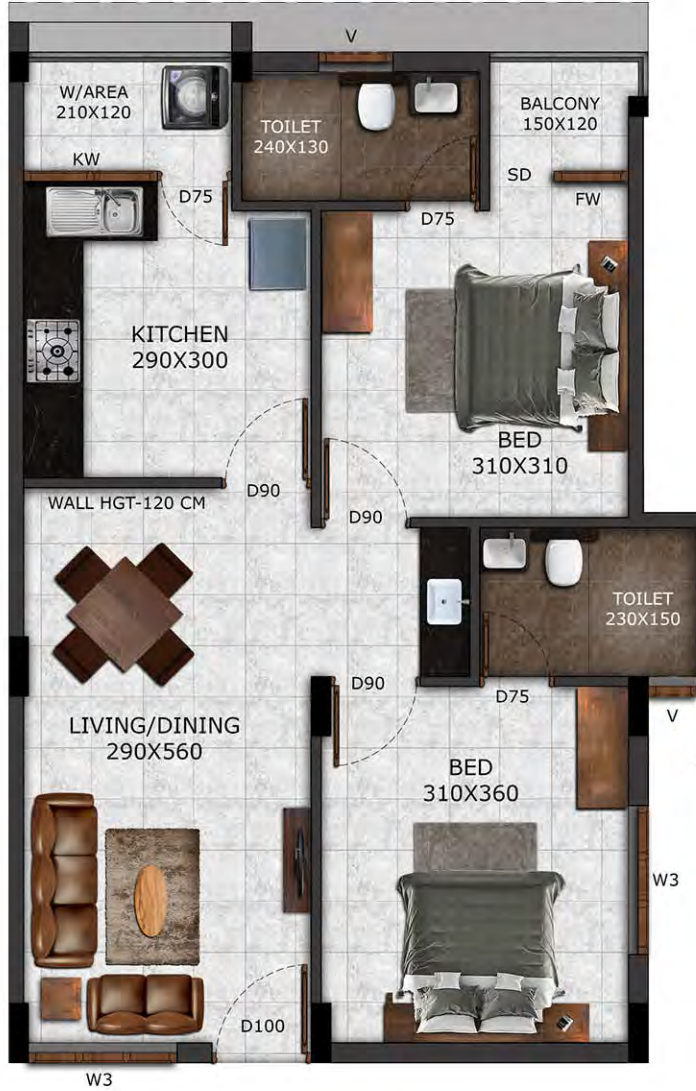 V
W/AREA
210X120
TOILET
240X130
BALCONY
150X120
KW
D75
SD
FW
D75
KITCHEN
290X300
BED
310X310
D90
WALL HGT-120 CM
D90
TOILET
230X150
D90
D75
V
LIVING/DINING
290X560
BED
310X360
W3
D100
W3